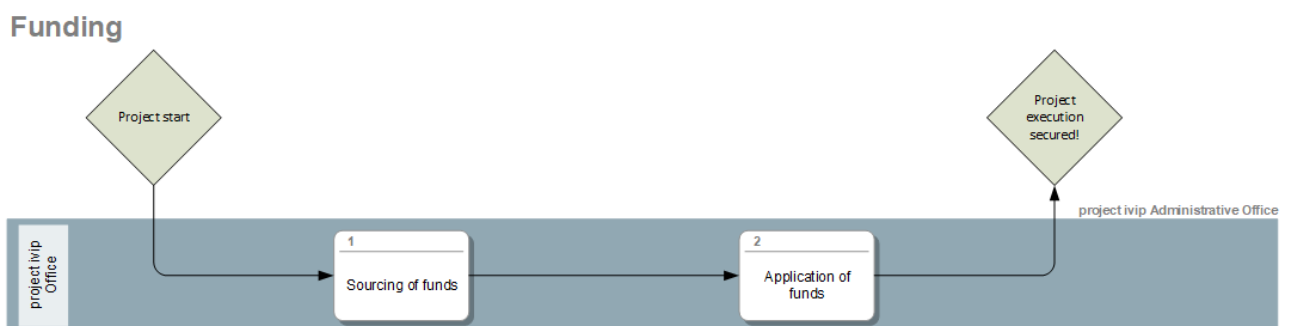 Funding
Project start
Project
execution
secured!
project ivip Administrative Office
project ivip
Office
1
Sourcing of funds
2
Application of
funds